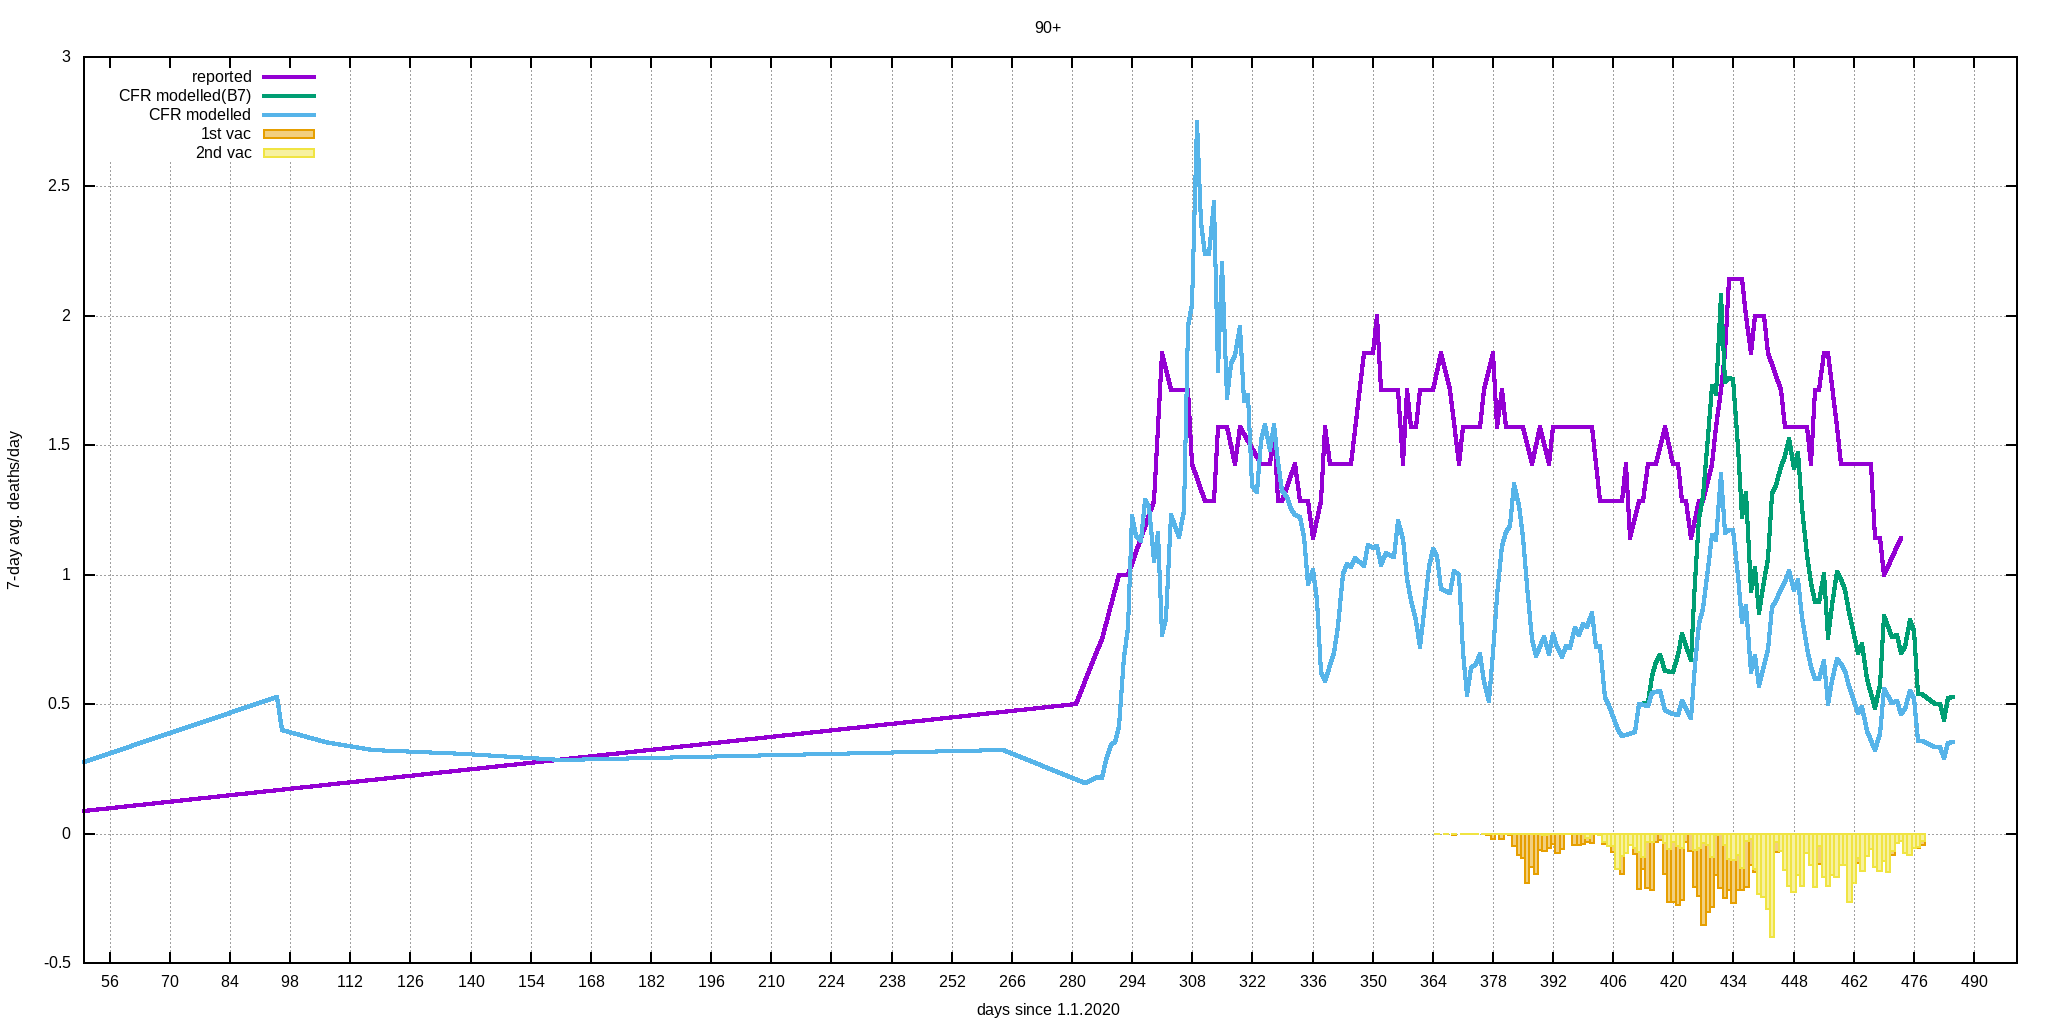 90+
reported
CFR modelled(B7)
CFR modelled
1st vac
2nd vac
3
2.5
2
1.5
1
0.5
0
-0.5
7-day avg. deaths/day
56 70 84 98 112 126 140 154 168 182 196 210 224 238 252 266 280 294 308 322 336 350 364 378 392 406 420 434 448 462 476 490
days since 1.1.2020